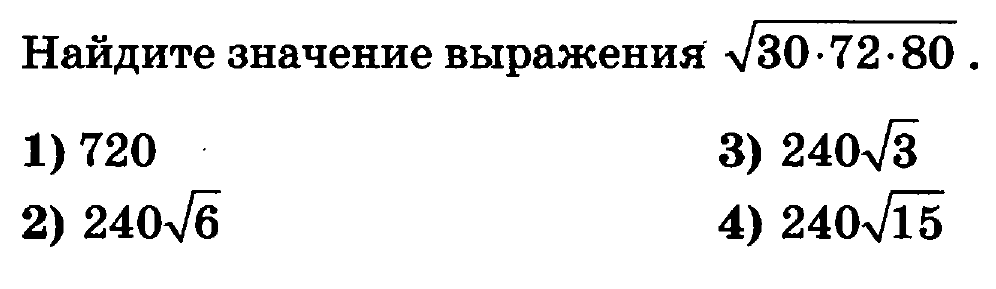 Найдите значение выражения √30·72·80 .
1) 720 3) 240√3
2) 240√6 4) 240√15